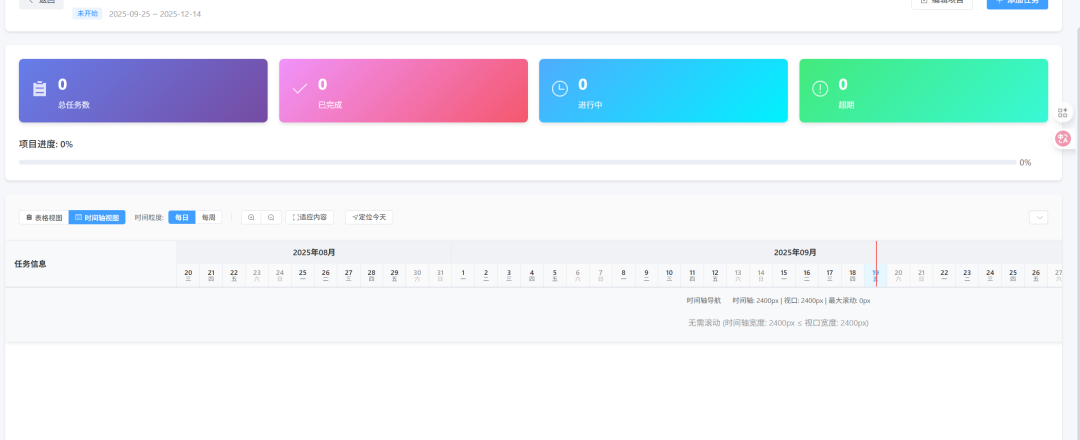 返回
未开始 2025-09-25 ~ 2025-12-14
编辑项目
添加任务
0
总任务数
0
已完成
0
进行中
0
超期
项目进度: 0%
0%
表格视图 时间轴视图 时间粒度: 每日 每周 适应内容 定位今天
任务信息
2025年08月 2025年09月
20 21 22 23 24 25 26 27 28 29 30 31 1 2 3 4 5 6 7 8 9 10 11 12 13 14 15 16 17 18 19 20 21 22 23 24 25 26 27
三 四 五 六 日 一 二 三 四 五 六 日 一 二 三 四 五 六 日 一 二 三 四 五 六 日 一 二 三 四 五 六 日 一 二 三 四 五 六
时间轴导航 时间轴: 2400px | 视口: 2400px | 最大滚动: 0px
无需滚动 (时间轴宽度: 2400px ≤ 视口宽度: 2400px)